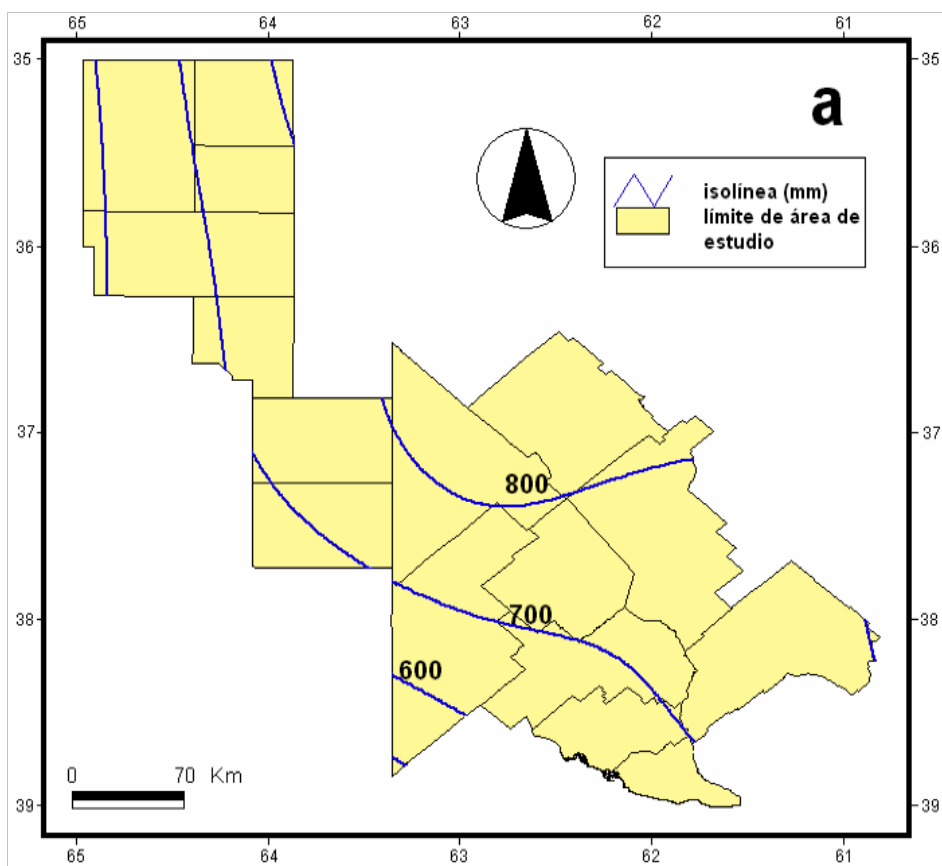 65 64 63 62 61
35 35
a
isolínea (mm)
límite de área de
estudio
36 36
37 37
800
38 38
700
600
0 70 Km
39 39
65 64 63 62 61